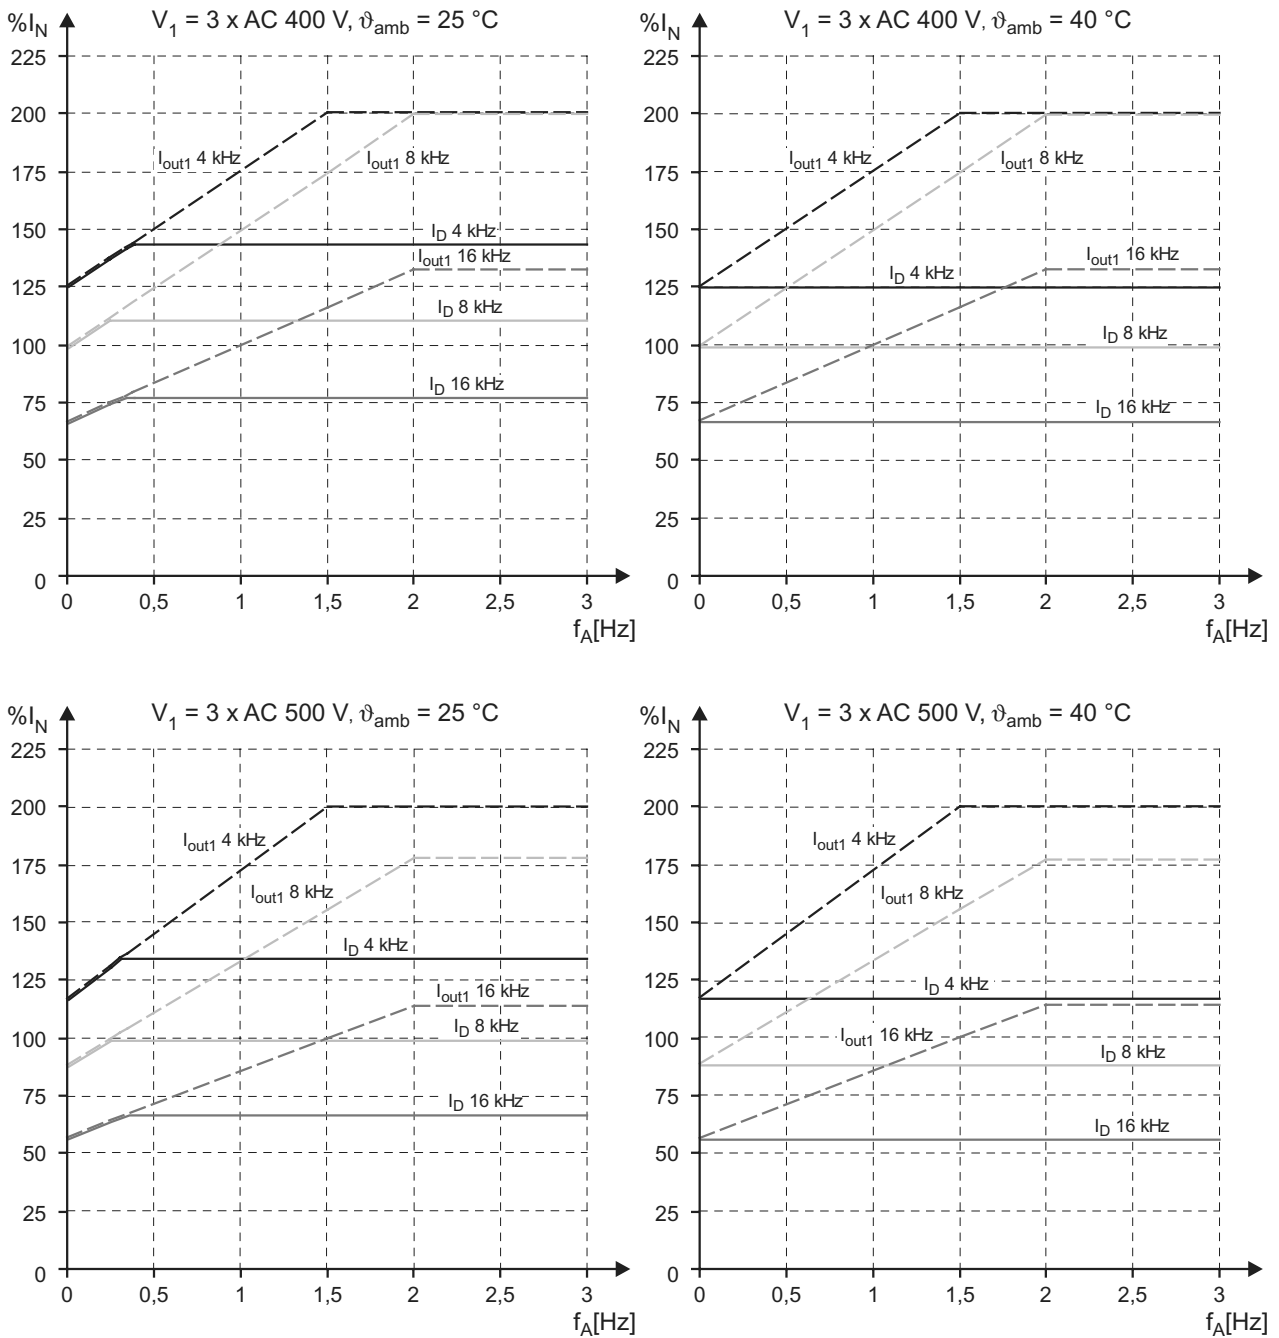 %I_N V_1 = 3 x AC 400 V, ϑ_amb = 25 °C
225
200
175
150
125
100
75
50
25
0
I_out1 4 kHz
I_out1 8 kHz
I_D 4 kHz
I_out1 16 kHz
I_D 8 kHz
I_D 16 kHz
0 0,5 1 1,5 2 2,5 3
f_A[Hz]
%I_N V_1 = 3 x AC 400 V, ϑ_amb = 40 °C
225
200
175
150
125
100
75
50
25
0
I_out1 4 kHz
I_out1 8 kHz
I_out1 16 kHz
I_D 4 kHz
I_D 8 kHz
I_D 16 kHz
0 0,5 1 1,5 2 2,5 3
f_A[Hz]
%I_N V_1 = 3 x AC 500 V, ϑ_amb = 25 °C
225
200
175
150
125
100
75
50
25
0
I_out1 4 kHz
I_out1 8 kHz
I_D 4 kHz
I_out1 16 kHz
I_D 8 kHz
I_D 16 kHz
0 0,5 1 1,5 2 2,5 3
f_A[Hz]
%I_N V_1 = 3 x AC 500 V, ϑ_amb = 40 °C
225
200
175
150
125
100
75
50
25
0
I_out1 4 kHz
I_out1 8 kHz
I_D 4 kHz
I_out1 16 kHz
I_D 8 kHz
I_D 16 kHz
0 0,5 1 1,5 2 2,5 3
f_A[Hz]